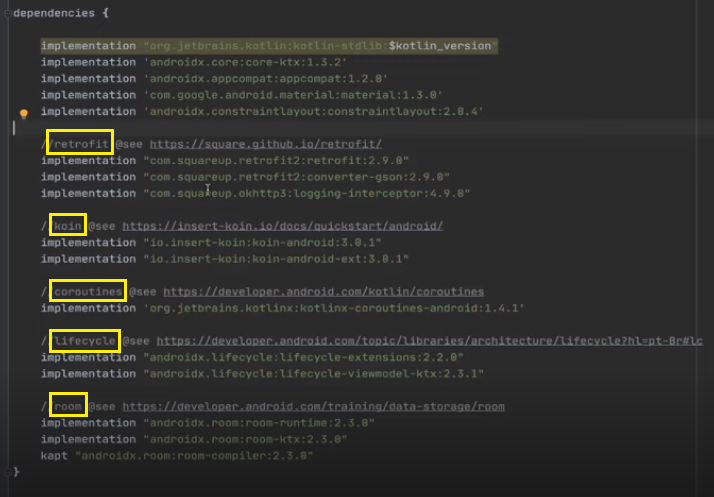 dependencies {
implementation "org.jetbrains.kotlin:kotlin-stdlib:$kotlin_version"
implementation 'androidx.core:core-ktx:1.3.2'
implementation 'androidx.appcompat:appcompat:1.2.0'
implementation 'com.google.android.material:material:1.3.0'
implementation 'androidx.constraintlayout:constraintlayout:2.0.4'
//retrofit @see https://square.github.io/retrofit/
implementation "com.squareup.retrofit2:retrofit:2.9.0"
implementation "com.squareup.retrofit2:converter-gson:2.9.0"
implementation "com.squareup.okhttp3:logging-interceptor:4.9.0"
//koin @see https://insert-koin.io/docs/quickstart/android/
implementation "io.insert-koin:koin-android:3.0.1"
implementation "io.insert-koin:koin-android-ext:3.0.1"
//coroutines @see https://developer.android.com/kotlin/coroutines
implementation 'org.jetbrains.kotlinx:kotlinx-coroutines-android:1.4.1'
//lifecycle @see https://developer.android.com/topic/libraries/architecture/lifecycle?hl=pt-Br#lc
implementation "androidx.lifecycle:lifecycle-extensions:2.2.0"
implementation "androidx.lifecycle:lifecycle-viewmodel-ktx:2.3.1"
//room @see https://developer.android.com/training/data-storage/room
implementation "androidx.room:room-runtime:2.3.0"
implementation "androidx.room:room-ktx:2.3.0"
kapt "androidx.room:room-compiler:2.3.0"
}